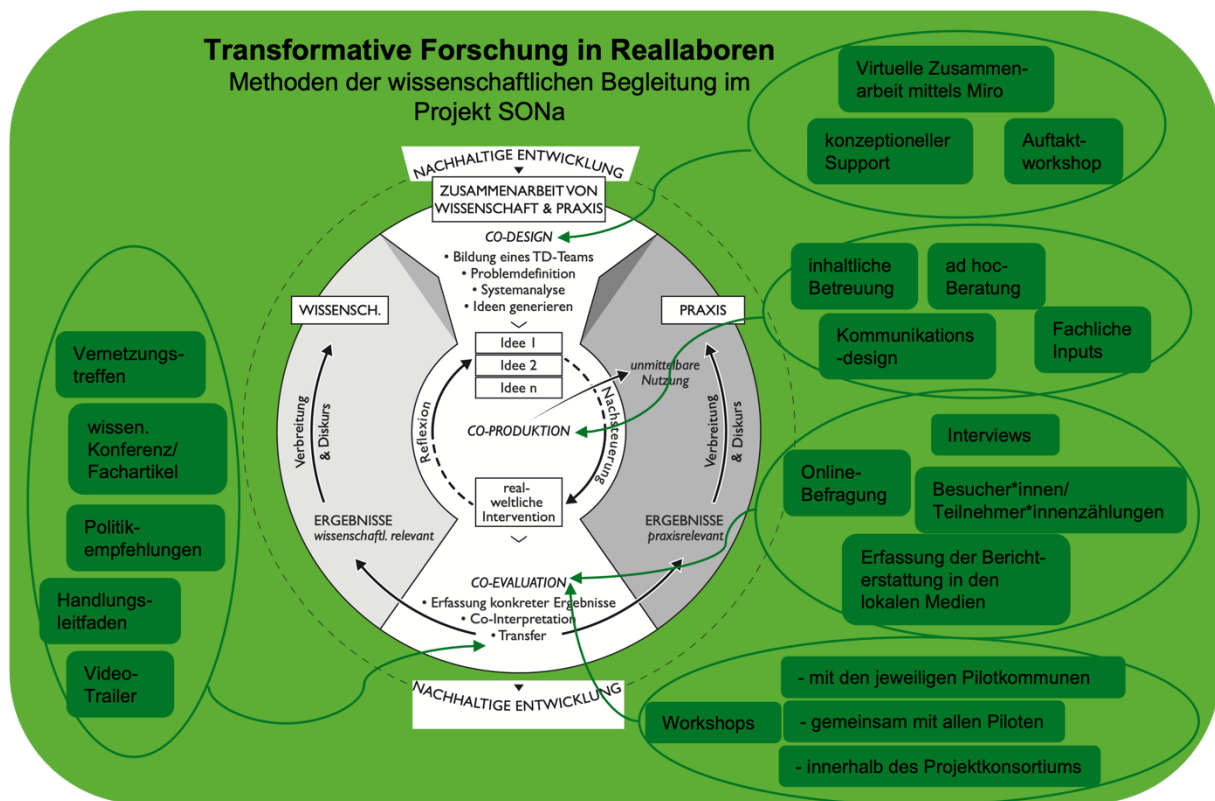 Transformative Forschung in Reallaboren
Methoden der wissenschaftlichen Begleitung im
Projekt SONa
NACHHALTIGE ENTWICKLUNG
ZUSAMMENARBEIT VON
WISSENSCHAFT & PRAXIS
CO-DESIGN
• Bildung eines TD-Teams
• Problemdefinition
• Systemanalyse
• Ideen generieren
WISSENSCH.
PRAXIS
Idee 1
Idee 2
Idee n
unmittelbare
Nutzung
CO-PRODUKTION
Reflexion
Nachsteuerung
Verbreitung
& Diskurs
Verbreitung
& Diskurs
real-
weltliche
Intervention
ERGEBNISSE
wissenschaftl. relevant
ERGEBNISSE
praxisrelevant
CO-EVALUATION
• Erfassung konkreter Ergebnisse
• Co-Interpretation
• Transfer
NACHHALTIGE ENTWICKLUNG
Virtuelle Zusammen-
arbeit mittels Miro
konzeptioneller
Support
Auftakt-
workshop
inhaltliche
Betreuung
ad hoc-
Beratung
Kommunikations
-design
Fachliche
Inputs
Interviews
Online-
Befragung
Besucher*innen/
Teilnehmer*innenzählungen
Erfassung der Bericht-
erstattung in den
lokalen Medien
Workshops
- mit den jeweiligen Pilotkommunen
- gemeinsam mit allen Piloten
- innerhalb des Projektkonsortiums
Vernetzungs-
treffen
wissen.
Konferenz/
Fachartikel
Politik-
empfehlungen
Handlungs-
leitfaden
Video-
Trailer